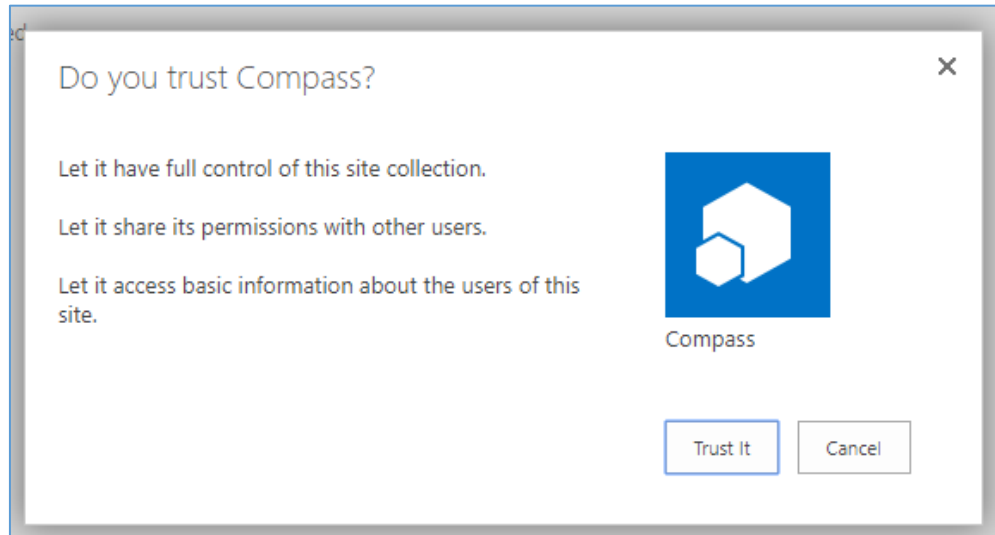 ed
Do you trust Compass?
Let it have full control of this site collection.
Let it share its permissions with other users.
Let it access basic information about the users of this
site.
Compass
Trust It
Cancel